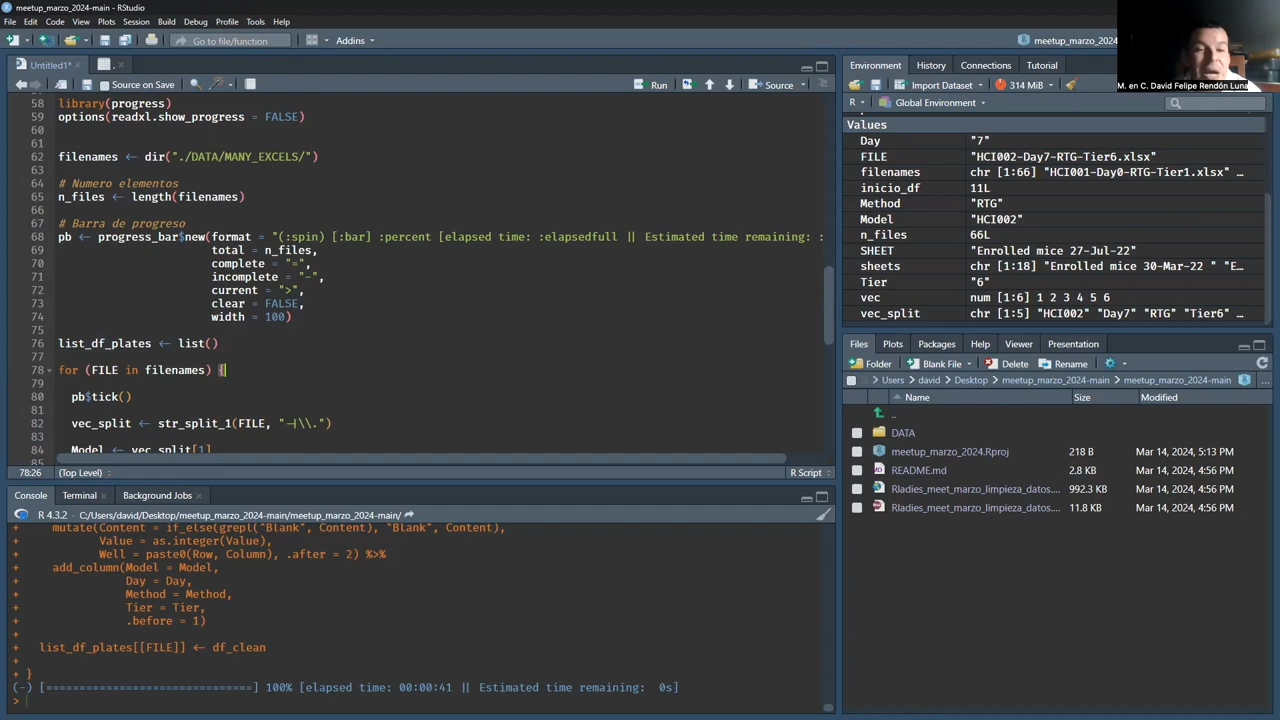 meetup_marzo_2024-main - RStudio
File Edit Code View Plots Session Build Debug Profile Tools Help
Go to file/function
Addins
meetup_marzo_2024
M. en C. David Felipe Rendón Luna
Untitled1*
.
Source on Save
Run
Source
58 library(progress)
59 options(readxl.show_progress = FALSE)
60
61
62 filenames <- dir("./DATA/MANY_EXCELS/")
63
64 # Numero elementos
65 n_files <- length(filenames)
66
67 # Barra de progreso
68 pb <- progress_bar$new(format = "(:spin) [:bar] :percent [elapsed time: :elapsedfull || Estimated time remaining: :
69 total = n_files,
70 complete = "=",
71 incomplete = "-",
72 current = ">",
73 clear = FALSE,
74 width = 100)
75
76 list_df_plates <- list()
77
78 for (FILE in filenames) {
79
80 pb$tick()
81
82 vec_split <- str_split_1(FILE, "-|\\.")
83
84 Model <- vec_split[1]
85
78:26 (Top Level) R Script
Console Terminal Background Jobs
R 4.3.2 · C:/Users/david/Desktop/meetup_marzo_2024-main/meetup_marzo_2024-main/
+ mutate(Content = if_else(grepl("Blank", Content), "Blank", Content),
+ Value = as.integer(Value),
+ Well = paste0(Row, Column), .after = 2) %>%
+ add_column(Model = Model,
+ Day = Day,
+ Method = Method,
+ Tier = Tier,
+ .before = 1)
+
+ list_df_plates[[FILE]] <- df_clean
+
+ }
(-) [==============================] 100% [elapsed time: 00:00:41 || Estimated time remaining: 0s]
>
Environment History Connections Tutorial
Import Dataset 314 MiB
R Global Environment
Values
Day "7"
FILE "HCI002-Day7-RTG-Tier6.xlsx"
filenames chr [1:66] "HCI001-Day0-RTG-Tier1.xlsx" …
inicio_df 11L
Method "RTG"
Model "HCI002"
n_files 66L
SHEET "Enrolled mice 27-Jul-22"
sheets chr [1:18] "Enrolled mice 30-Mar-22 " "E…
Tier "6"
vec num [1:6] 1 2 3 4 5 6
vec_split chr [1:5] "HCI002" "Day7" "RTG" "Tier6" …
Files Plots Packages Help Viewer Presentation
Folder Blank File Delete Rename
Users david Desktop meetup_marzo_2024-main meetup_marzo_2024-main
Name Size Modified
..
DATA
meetup_marzo_2024.Rproj 218 B Mar 14, 2024, 5:13 PM
README.md 2.8 KB Mar 14, 2024, 4:56 PM
Rladies_meet_marzo_limpieza_datos.... 992.3 KB Mar 14, 2024, 4:56 PM
Rladies_meet_marzo_limpieza_datos.... 11.8 KB Mar 14, 2024, 4:56 PM